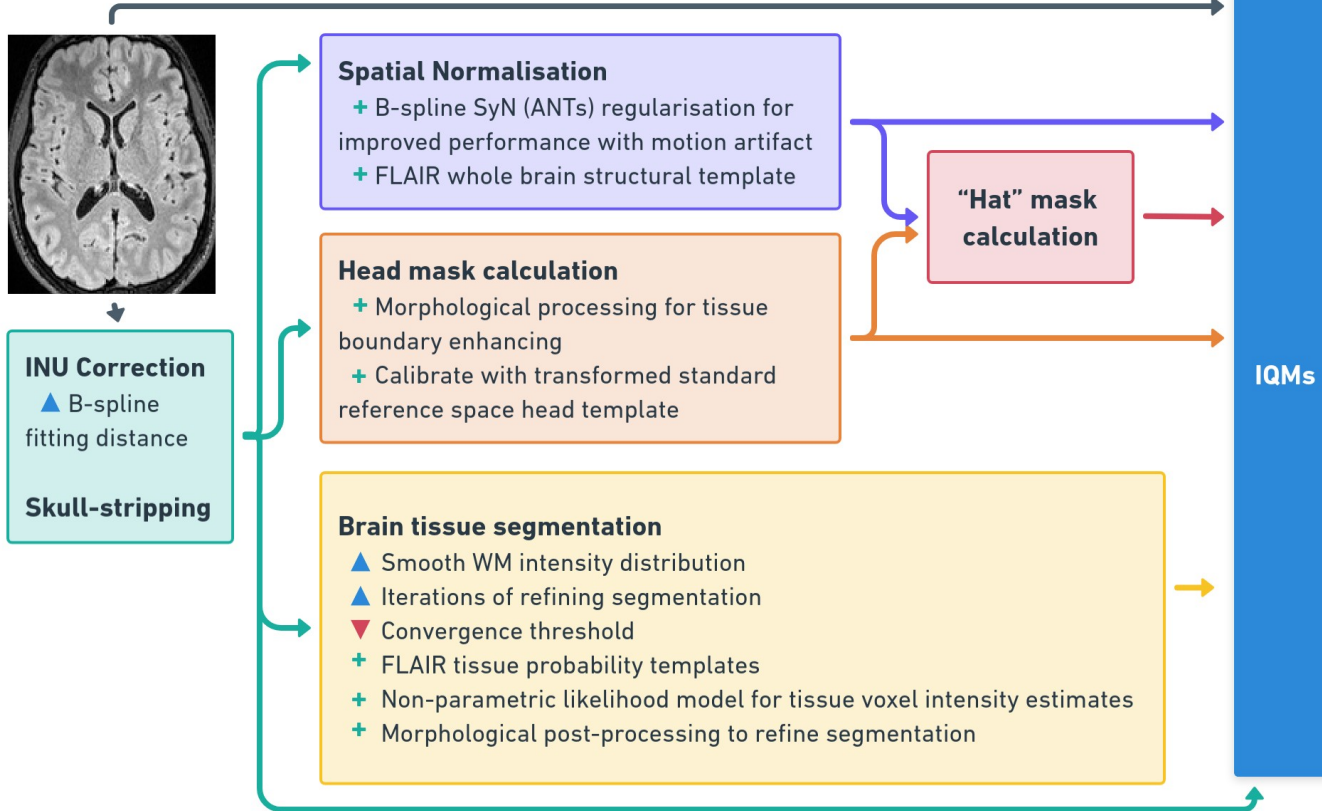 Spatial Normalisation
+ B-spline SyN (ANTs) regularisation for
improved performance with motion artifact
+ FLAIR whole brain structural template
"Hat" mask
calculation
Head mask calculation
+ Morphological processing for tissue
boundary enhancing
+ Calibrate with transformed standard
reference space head template
INU Correction
▲ B-spline
fitting distance
Skull-stripping
IQMs
Brain tissue segmentation
▲ Smooth WM intensity distribution
▲ Iterations of refining segmentation
▼ Convergence threshold
+ FLAIR tissue probability templates
+ Non-parametric likelihood model for tissue voxel intensity estimates
+ Morphological post-processing to refine segmentation